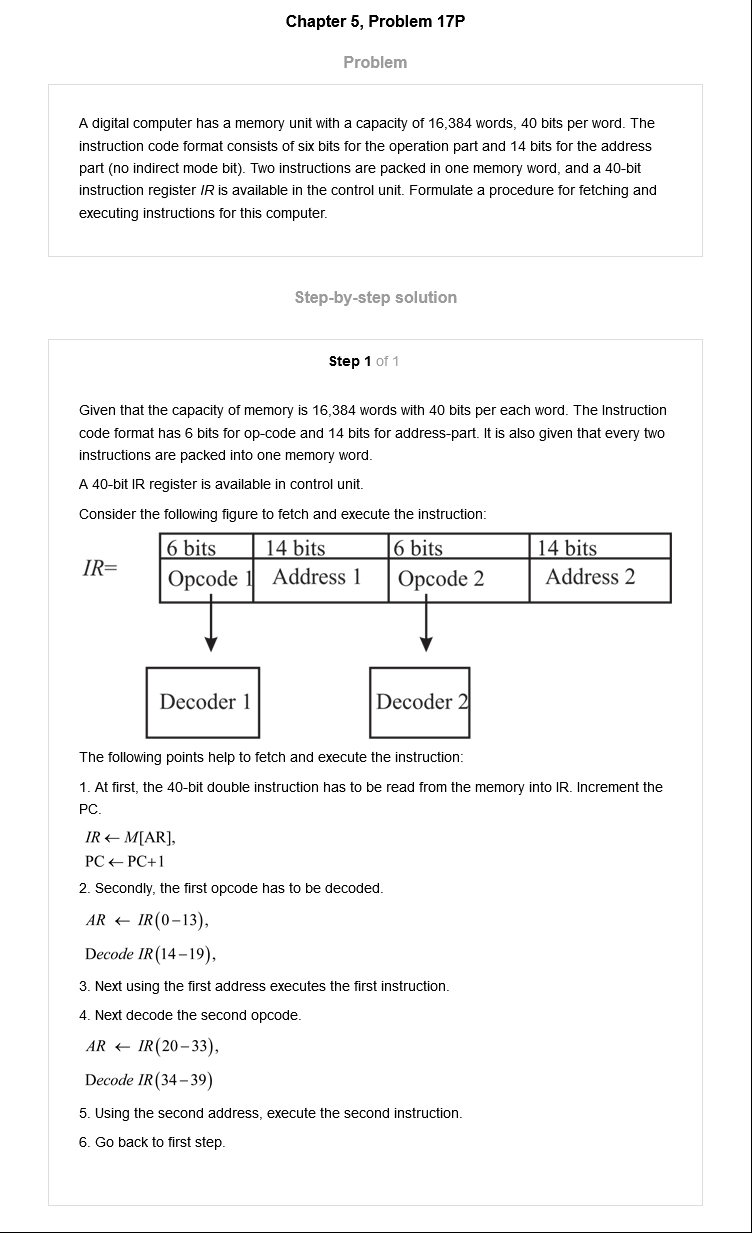 Chapter 5, Problem 17P
Problem
A digital computer has a memory unit with a capacity of 16,384 words, 40 bits per word. The
instruction code format consists of six bits for the operation part and 14 bits for the address
part (no indirect mode bit). Two instructions are packed in one memory word, and a 40-bit
instruction register IR is available in the control unit. Formulate a procedure for fetching and
executing instructions for this computer.
Step-by-step solution
Step 1 of 1
Given that the capacity of memory is 16,384 words with 40 bits per each word. The Instruction
code format has 6 bits for op-code and 14 bits for address-part. It is also given that every two
instructions are packed into one memory word.
A 40-bit IR register is available in control unit.
Consider the following figure to fetch and execute the instruction:
6 bits 14 bits 6 bits 14 bits
IR=
Opcode 1 Address 1 Opcode 2 Address 2
Decoder 1 Decoder 2
The following points help to fetch and execute the instruction:
1. At first, the 40-bit double instruction has to be read from the memory into IR. Increment the
PC.
IR ← M[AR],
PC ← PC+1
2. Secondly, the first opcode has to be decoded.
AR ← IR(0−13),
Decode IR(14−19),
3. Next using the first address executes the first instruction.
4. Next decode the second opcode.
AR ← IR(20−33),
Decode IR(34−39)
5. Using the second address, execute the second instruction.
6. Go back to first step.